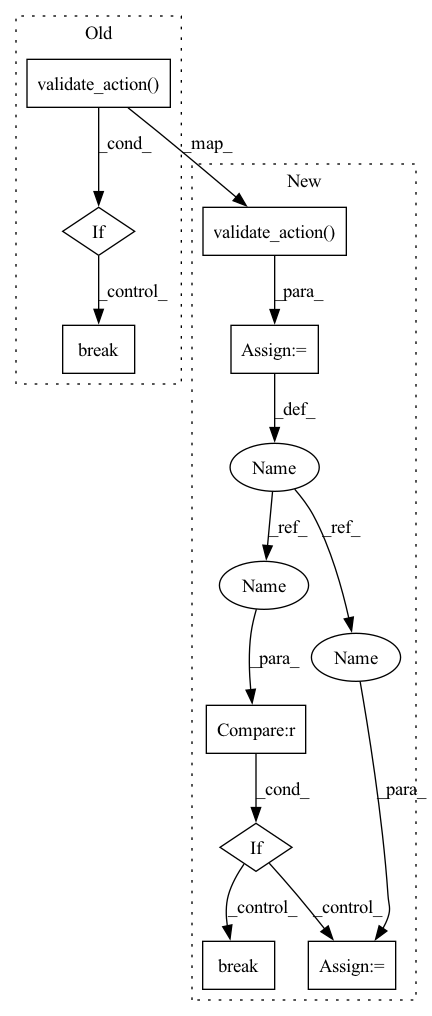 Old
validate_action()
_cond_
_map_
New
If
validate_action()
_control_
_para_
break
Assign:=
_def_
Name
_ref_
_ref_
Name
Name
_para_
Compare:r
_cond_
_para_
If
_control_
_control_
break
Assign:=